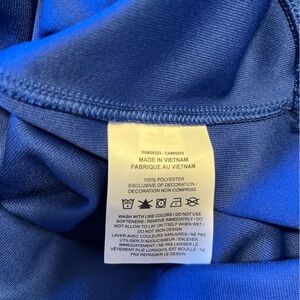 MADE IN VIETNAM
FABRIQUE AU VIETNAM
100% POLYESTER
EXCLUSIVE OF DECORATION /
DECORATION NON COMPRISE
WASH WITH LIKE COLORS / DO NOT USE
SOFTENERS / REMOVE IMMEDIATELY / DO
NOT ALLOW TO LAY ON ITSELF WHEN WET /
DO NOT IRON DESIGN
LAVER AVEC COULEURS SIMILAIRES / NE PAS
UTILISER D'ADOUCISSEUR / ENLEVER
IMMEDIATEMENT / NE PAS LAISSER LE
VÊTEMENT PLIÉ LORSQU'IL EST MOUILLÉ / NE
PAS REPASSER LE DESIGN